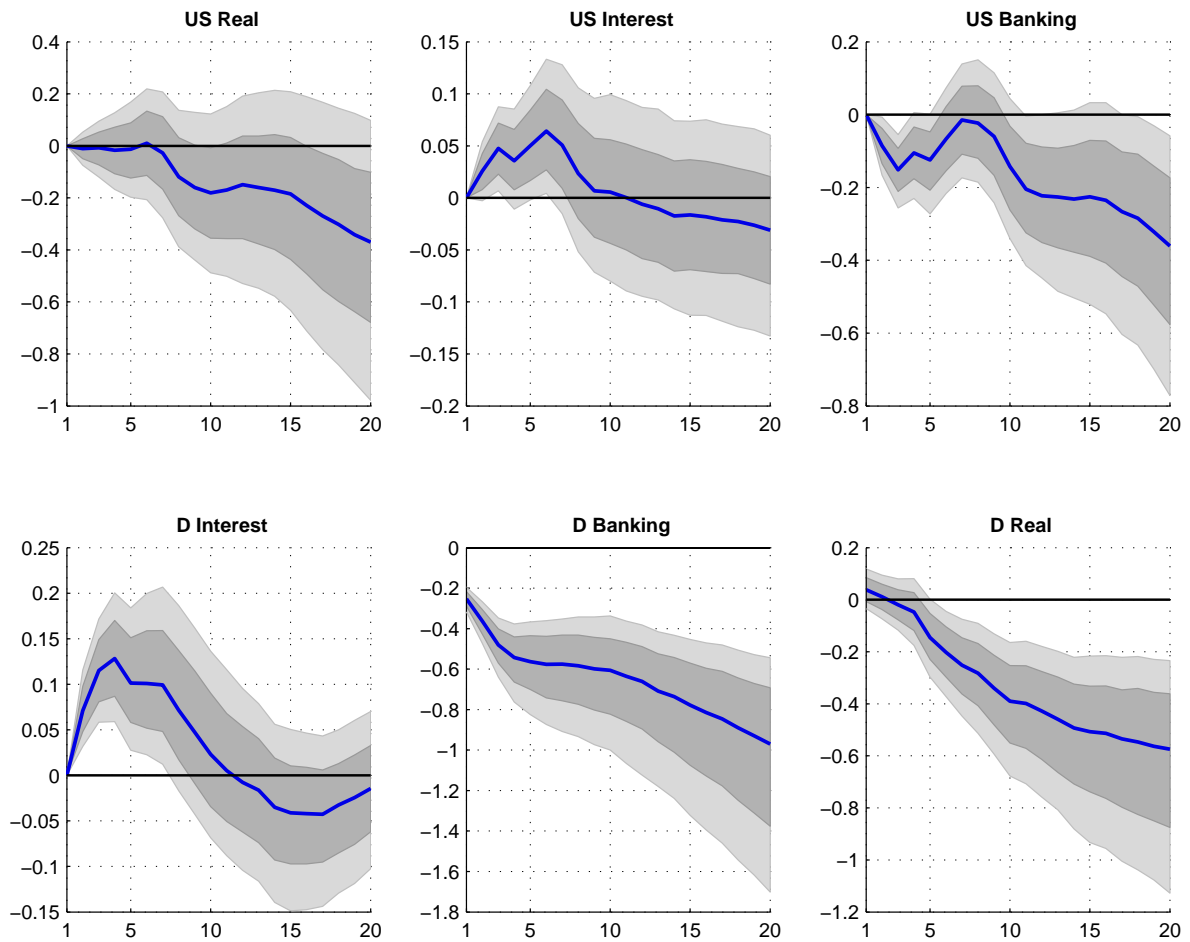 US Real US Interest US Banking
0.4 0.15 0.2
0.2 0.1 0
0 0.05 −0.2
−0.2 0 −0.4
−0.4 −0.05 −0.6
−0.6 −0.1 −0.8
−0.8 −0.15
−1 −0.2
1 5 10 15 20 1 5 10 15 20 1 5 10 15 20
D Interest D Banking D Real
0.25 0 0.2
0.2 −0.2 0
0.15 −0.4 −0.2
0.1 −0.6 −0.4
0.05 −0.8 −0.6
0 −1 −0.8
−0.05 −1.2 −1
−0.1 −1.4 −1.2
−0.15 −1.6
−1.8
1 5 10 15 20 1 5 10 15 20 1 5 10 15 20